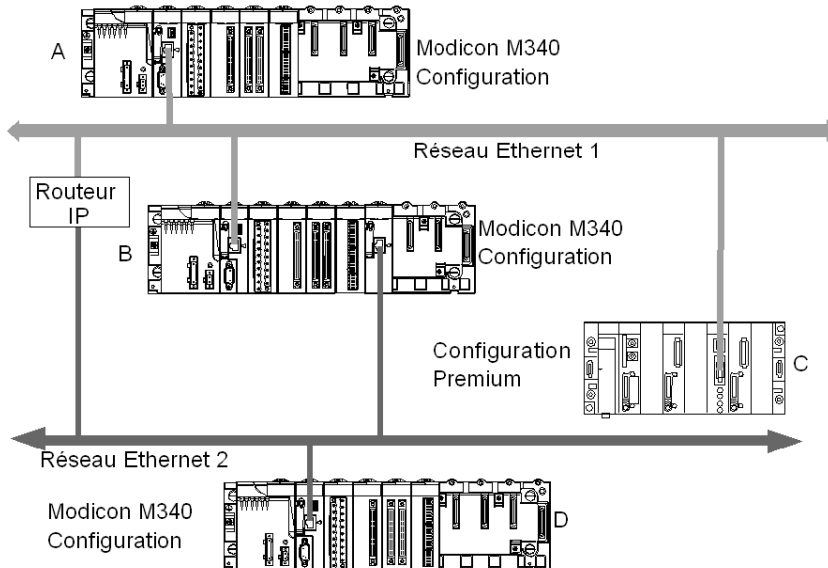 A
Modicon M340
Configuration
Réseau Ethernet 1
Routeur
IP
B
Modicon M340
Configuration
Configuration
Premium
C
Réseau Ethernet 2
Modicon M340
Configuration
D